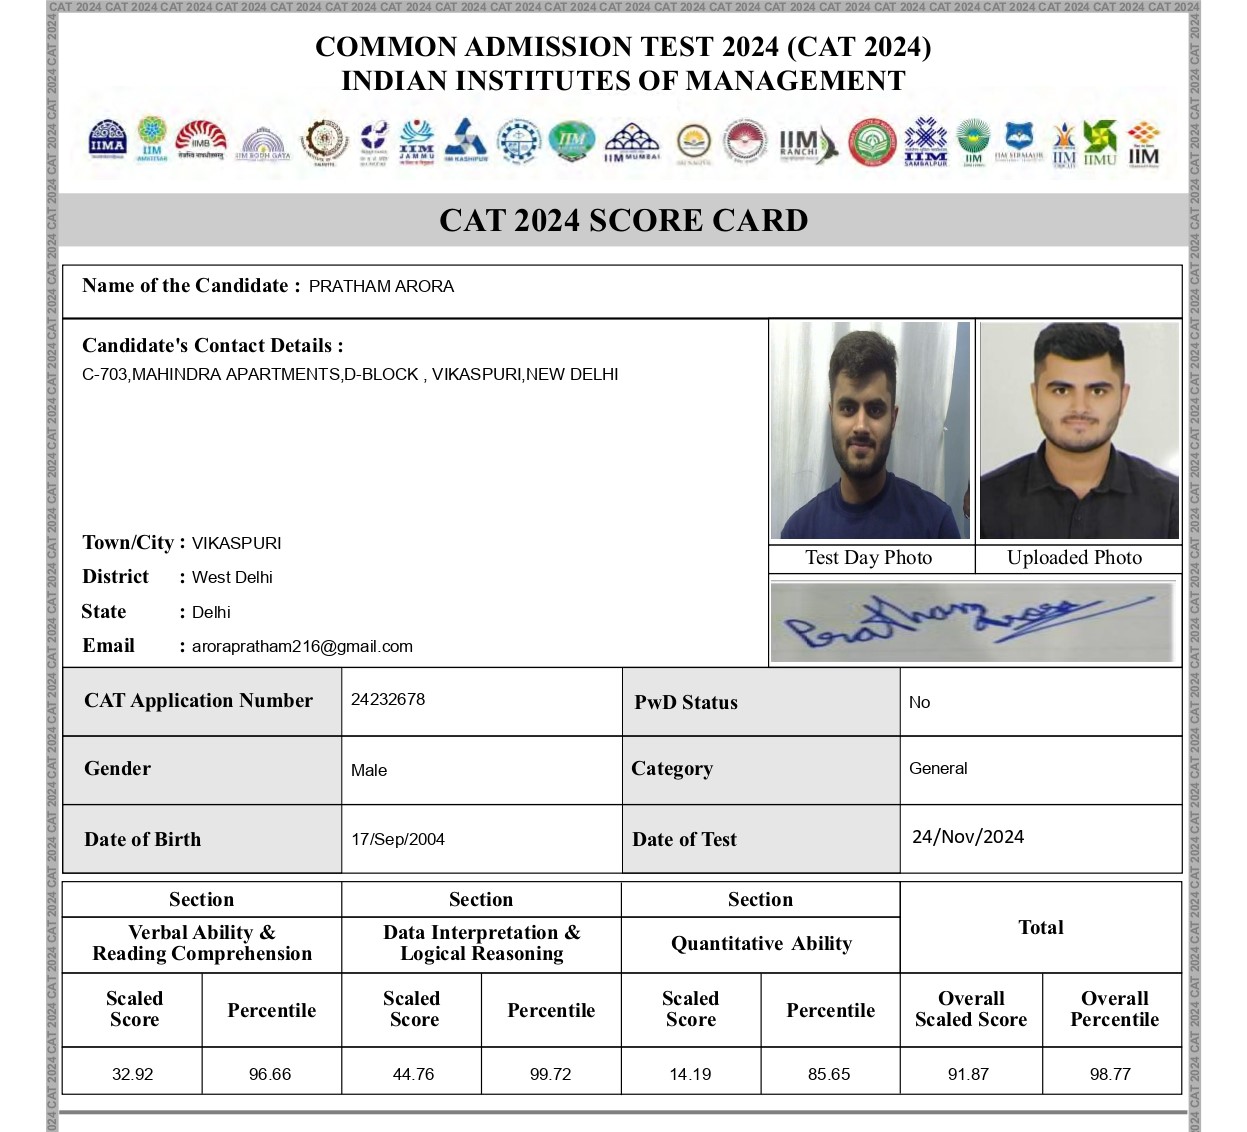 CAT 2024 CAT 2024 CAT 2024 CAT 2024 CAT 2024 CAT 2024 CAT 2024 CAT 2024 CAT 2024 CAT 2024 CAT 2024 CAT 2024 CAT 2024 CAT 2024 CAT 2024 CAT 2024 CAT 2024 CAT 2024 CAT 2024 CAT 2024 CAT 2024
COMMON ADMISSION TEST 2024 (CAT 2024)
INDIAN INSTITUTES OF MANAGEMENT
IIMA IIM AMRITSAR IIMB IIM BODH GAYA IIM JAMMU IIM KASHIPUR IIM IIM MUMBAI IIM RANCHI IIM SAMBALPUR IIM IIM SIRMAUR IIM IIMU IIM
CAT 2024 SCORE CARD
Name of the Candidate : PRATHAM ARORA
Candidate's Contact Details :
C-703,MAHINDRA APARTMENTS,D-BLOCK , VIKASPURI,NEW DELHI
Town/City : VIKASPURI
District : West Delhi
State : Delhi
Email : arorapratham216@gmail.com
Test Day Photo Uploaded Photo
Pratham Arora
CAT Application Number 24232678 PwD Status No
Gender Male Category General
Date of Birth 17/Sep/2004 Date of Test 24/Nov/2024
Section Section Section Total
Verbal Ability & Reading Comprehension Data Interpretation & Logical Reasoning Quantitative Ability
Scaled Score Percentile Scaled Score Percentile Scaled Score Percentile Overall Scaled Score Overall Percentile
32.92 96.66 44.76 99.72 14.19 85.65 91.87 98.77